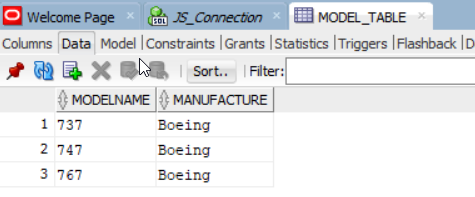 Welcome Page JS_Connection MODEL_TABLE
Columns Data Model Constraints Grants Statistics Triggers Flashback D
Sort.. Filter:
MODELNAME MANUFACTURE
1 737 Boeing
2 747 Boeing
3 767 Boeing